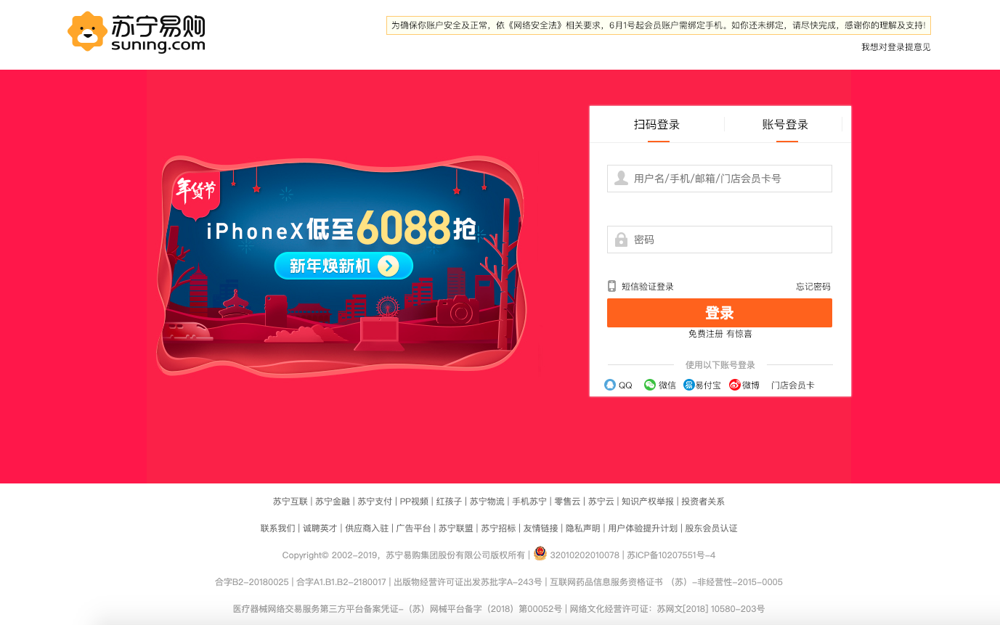 苏宁易购
suning.com
为确保你账户安全及正常，依《网络安全法》相关要求，6月1号起会员账户需绑定手机。如你还未绑定，请尽快完成，感谢你的理解及支持!
我想对登录提意见
扫码登录 账号登录
年货节
iPhoneX低至6088抢
新年焕新机
用户名/手机/邮箱/门店会员卡号
密码
短信验证登录 忘记密码
登录
免费注册 有惊喜
使用以下账号登录
QQ 微信 易付宝 微博 门店会员卡
苏宁互联 | 苏宁金融 | 苏宁支付 | PP视频 | 红孩子 | 苏宁物流 | 手机苏宁 | 零售云 | 苏宁云 | 知识产权举报 | 投资者关系
联系我们 | 诚聘英才 | 供应商入驻 | 广告平台 | 苏宁联盟 | 苏宁招标 | 友情链接 | 隐私声明 | 用户体验提升计划 | 股东会员认证
Copyright© 2002-2019，苏宁易购集团股份有限公司版权所有 | 32010202010078 | 苏ICP备10207551号-4
合字B2-20180025 | 合字A1.B1.B2-2180017 | 出版物经营许可证出发苏批字A-243号 | 互联网药品信息服务资格证书 （苏）-非经营性-2015-0005
医疗器械网络交易服务第三方平台备案凭证-（苏）网械平台备字（2018）第00052号 | 网络文化经营许可证：苏网文[2018] 10580-203号